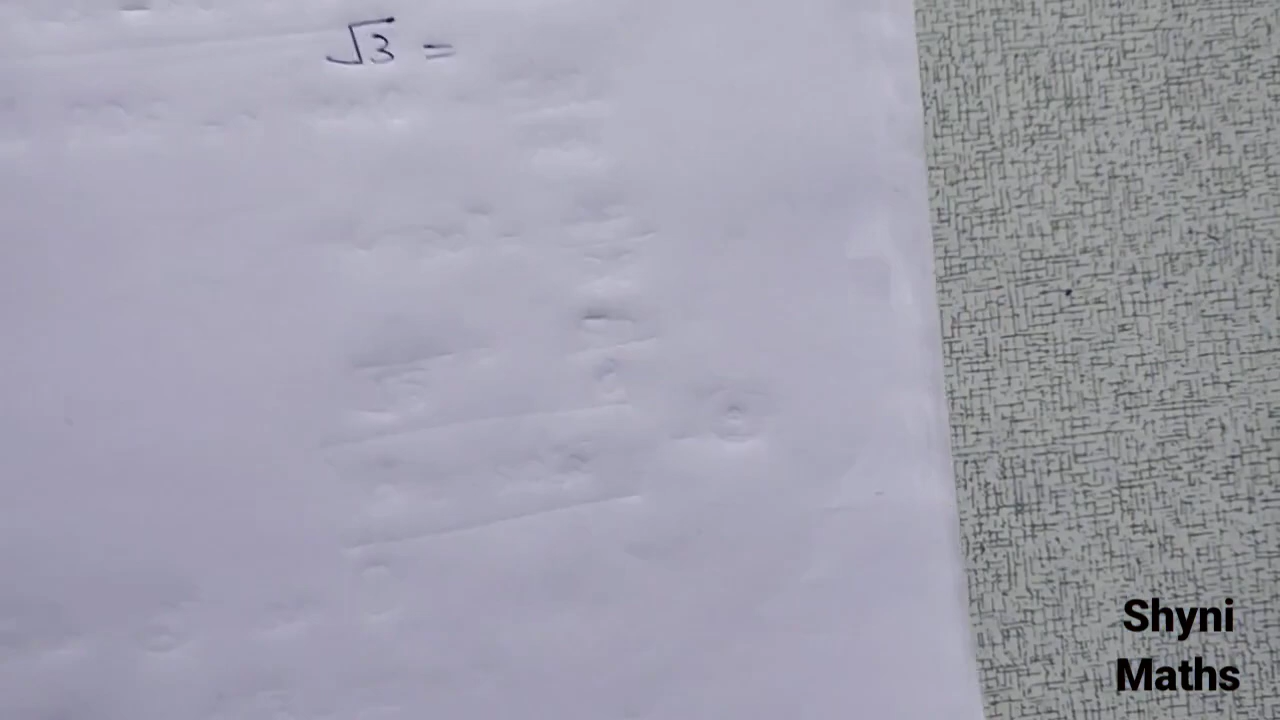 √3 =
Shyni
Maths